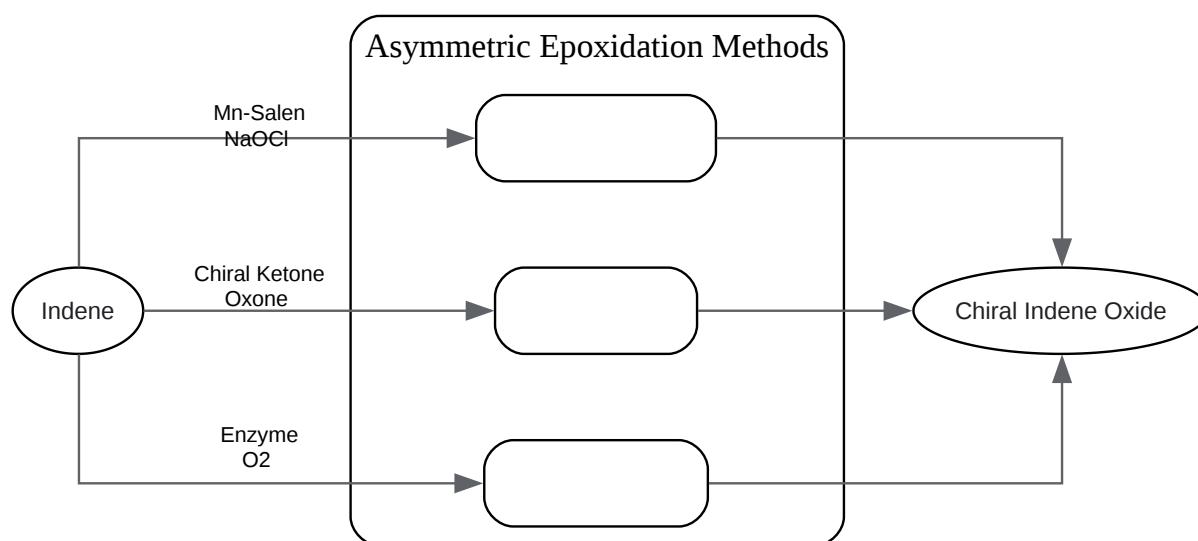 Asymmetric Epoxidation Methods
Mn-Salen
NaOCl
Chiral Ketone
Oxone
Indene
Chiral Indene Oxide
Enzyme
O2